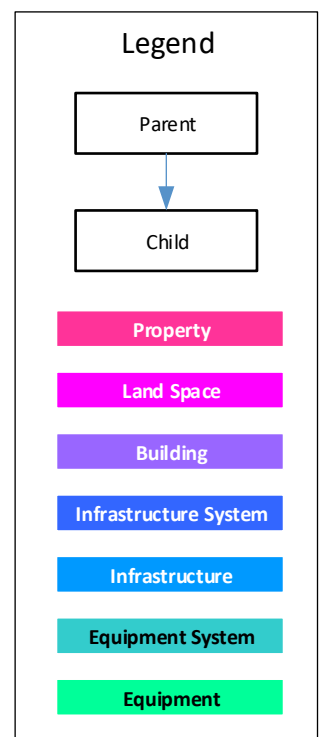 Legend
Parent
Child
Property
Land Space
Building
Infrastructure System
Infrastructure
Equipment System
Equipment